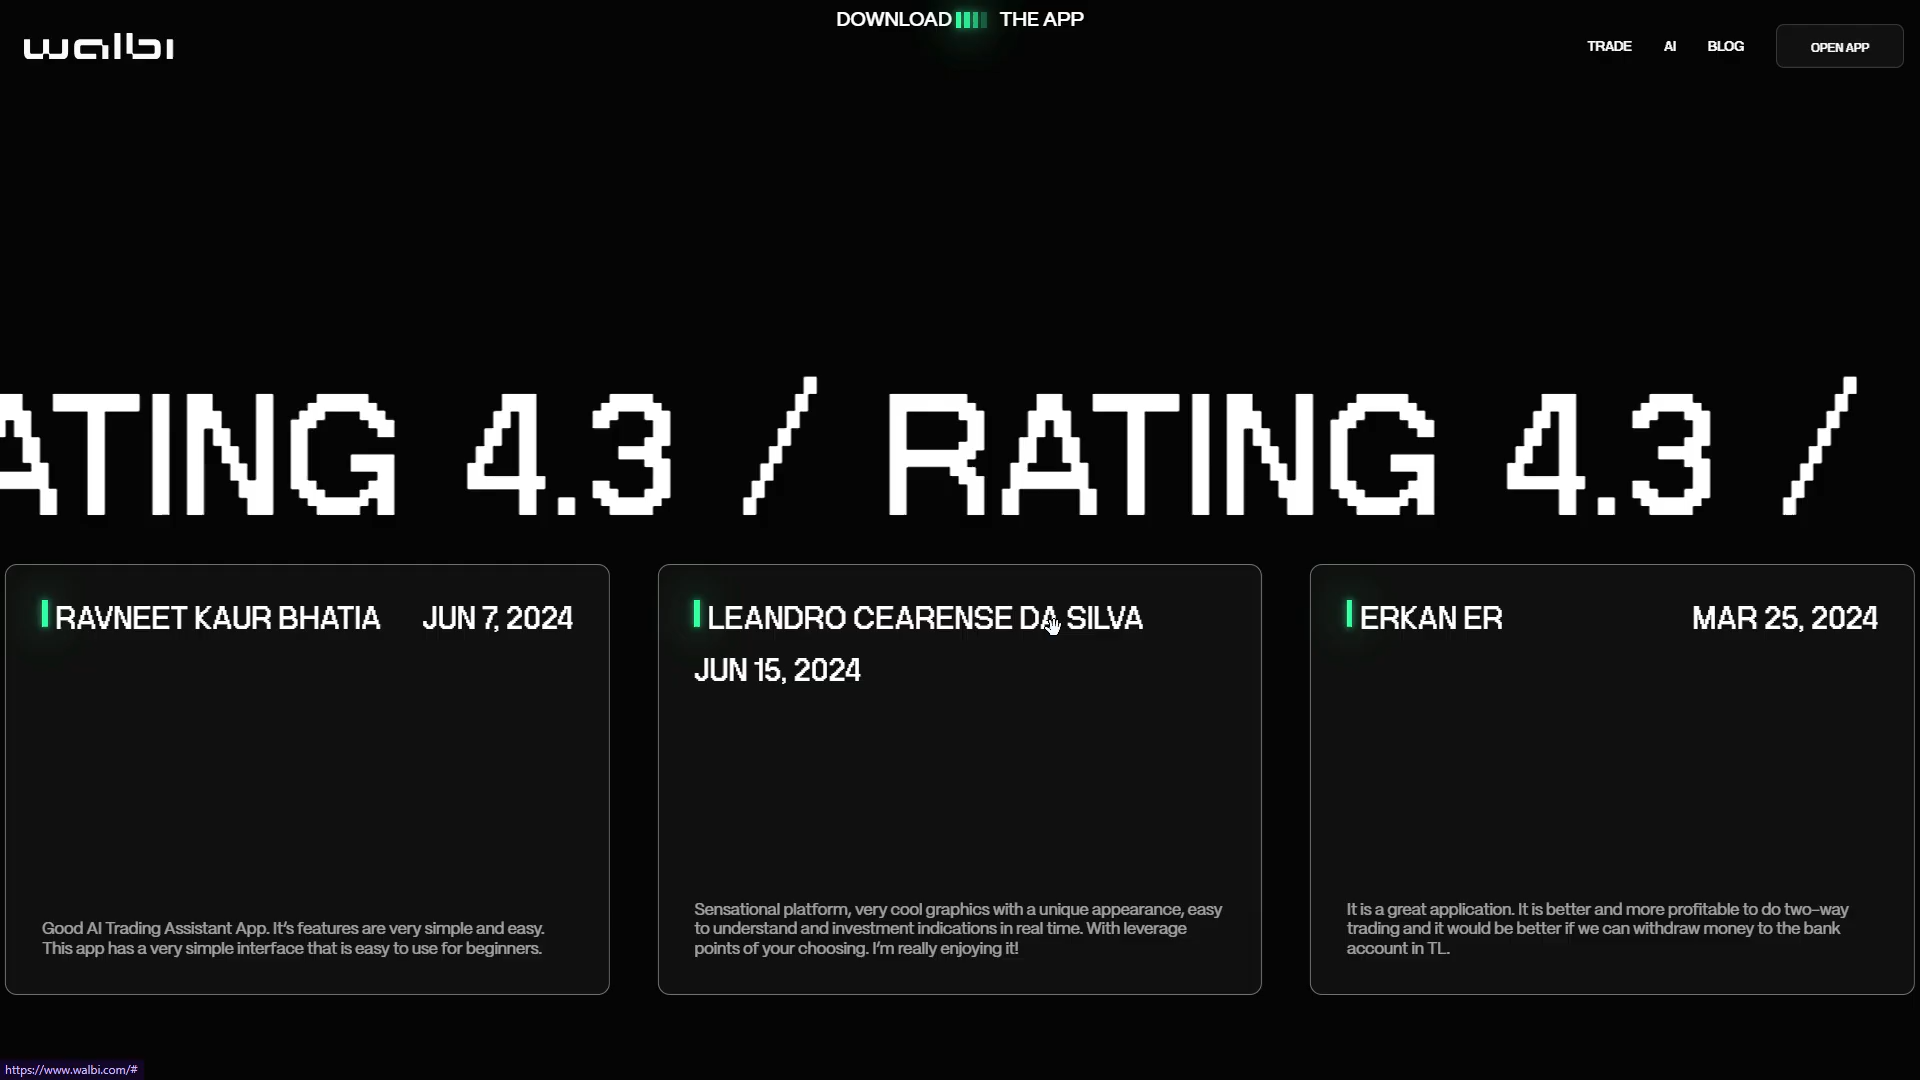 DOWNLOAD THE APP
walbi
TRADE AI BLOG OPEN APP
ATING 4.3 / RATING 4.3 /
RAVNEET KAUR BHATIA JUN 7, 2024
Good AI Trading Assistant App. It's features are very simple and easy.
This app has a very simple interface that is easy to use for beginners.
LEANDRO CEARENSE DA SILVA
JUN 15, 2024
Sensational platform, very cool graphics with a unique appearance, easy
to understand and investment indications in real time. With leverage
points of your choosing. I'm really enjoying it!
ERKAN ER MAR 25, 2024
It is a great application. It is better and more profitable to do two-way
trading and it would be better if we can withdraw money to the bank
account in TL.
https://www.walbi.com/#